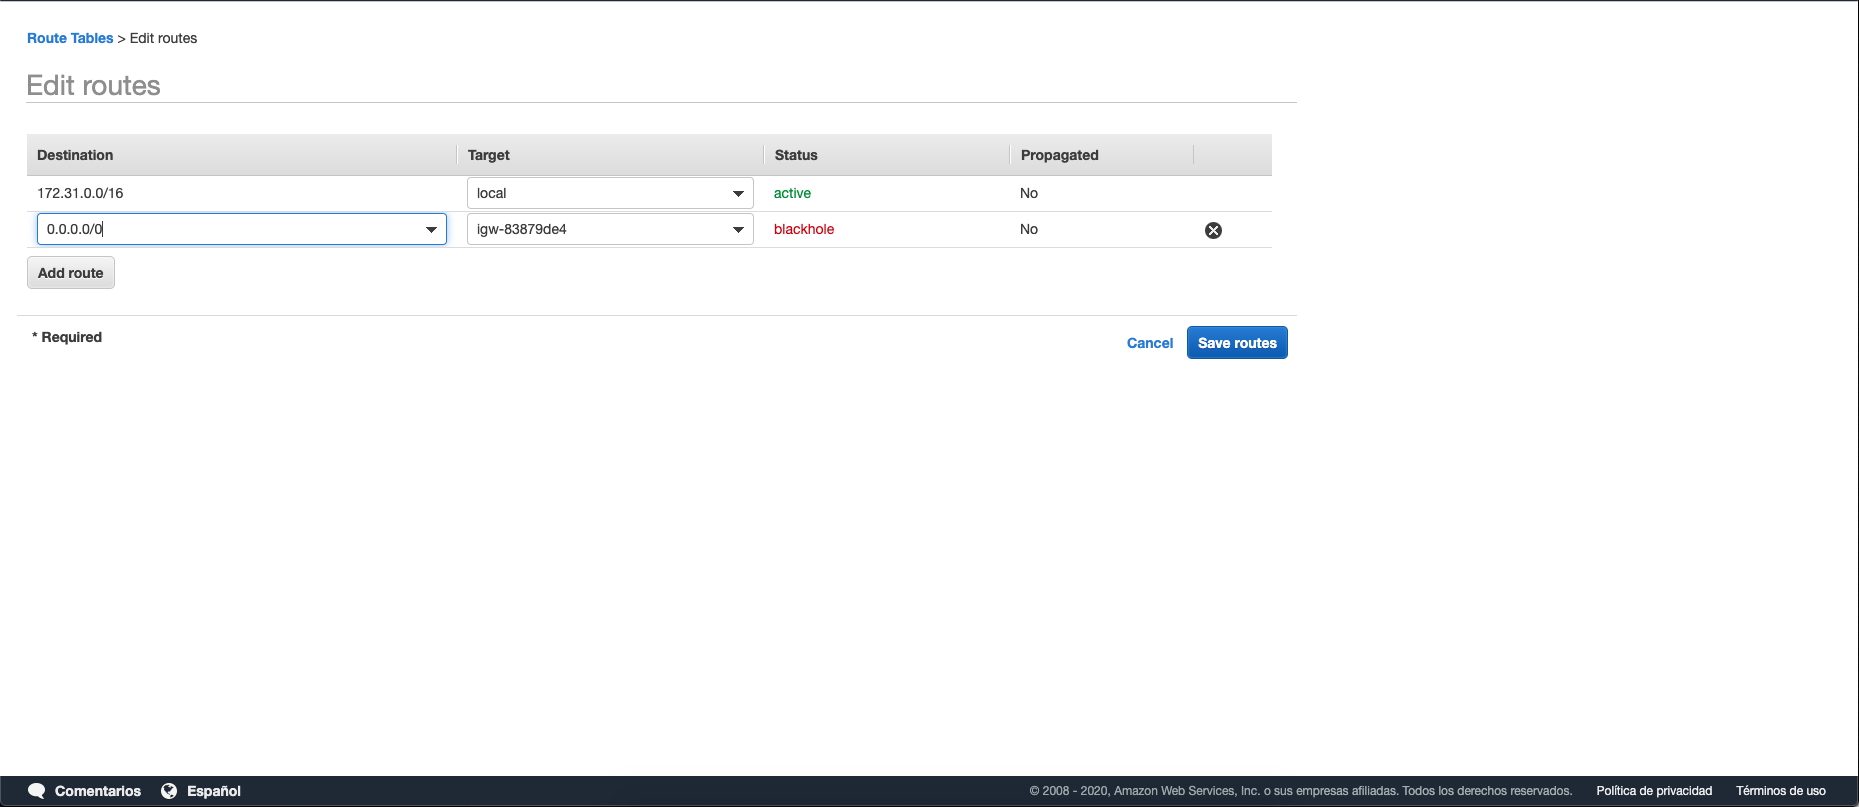 Route Tables > Edit routes
Edit routes
Destination Target Status Propagated
172.31.0.0/16 local active No
0.0.0.0/0 igw-83879de4 blackhole No
Add route
* Required
Cancel Save routes
Comentarios Español © 2008 - 2020, Amazon Web Services, Inc. o sus empresas afiliadas. Todos los derechos reservados. Política de privacidad Términos de uso